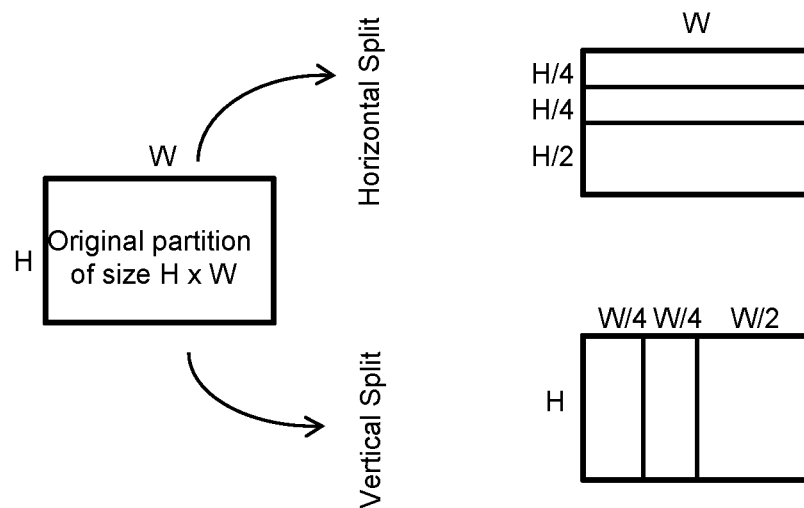 W
Original partition
of size H x W
H
Horizontal Split
Vertical Split
W
H/4
H/4
H/2
W/4 W/4 W/2
H